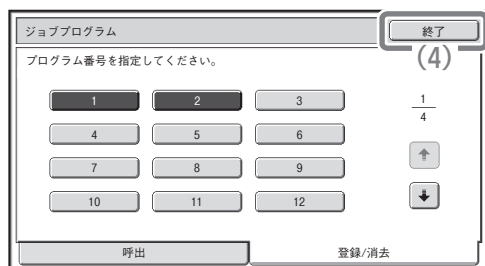 ジョブプログラム
終了
(4)
プログラム番号を指定してください。
1 2 3
4 5 6
7 8 9
10 11 12
1
4
呼出
登録/消去